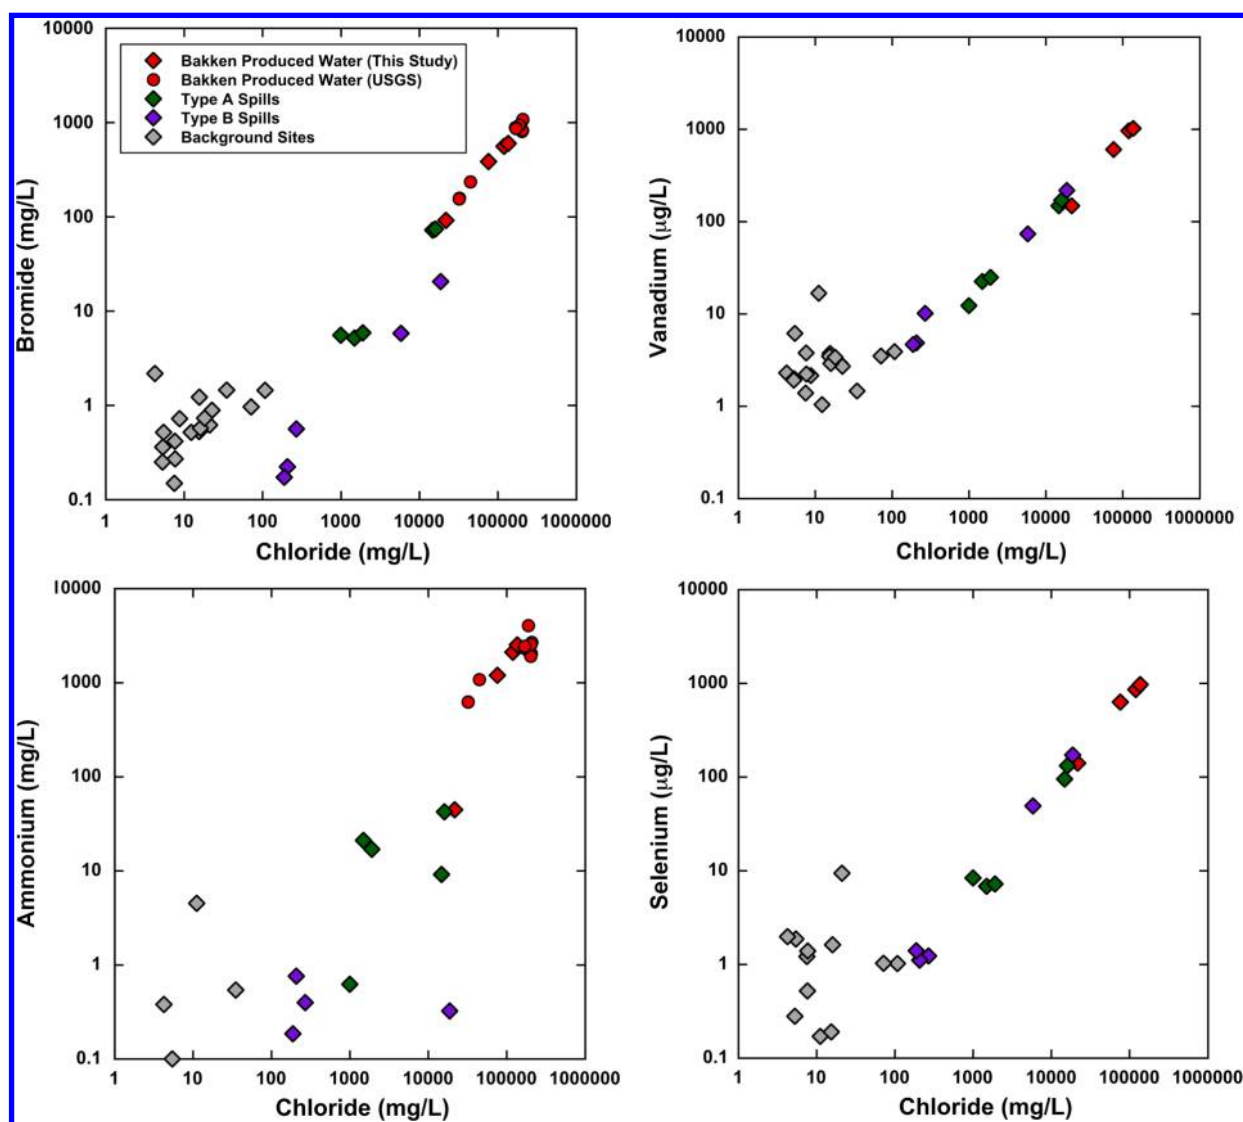 10000
1000
100
10
1
0.1
Bromide (mg/L)
Bakken Produced Water (This Study)
Bakken Produced Water (USGS)
Type A Spills
Type B Spills
Background Sites
1 10 100 1000 10000 100000 1000000
Chloride (mg/L)
10000
1000
100
10
1
0.1
Vanadium (μg/L)
1 10 100 1000 10000 100000 1000000
Chloride (mg/L)
10000
1000
100
10
1
0.1
Ammonium (mg/L)
1 10 100 1000 10000 100000 1000000
Chloride (mg/L)
10000
1000
100
10
1
0.1
Selenium (μg/L)
1 10 100 1000 10000 100000 1000000
Chloride (mg/L)